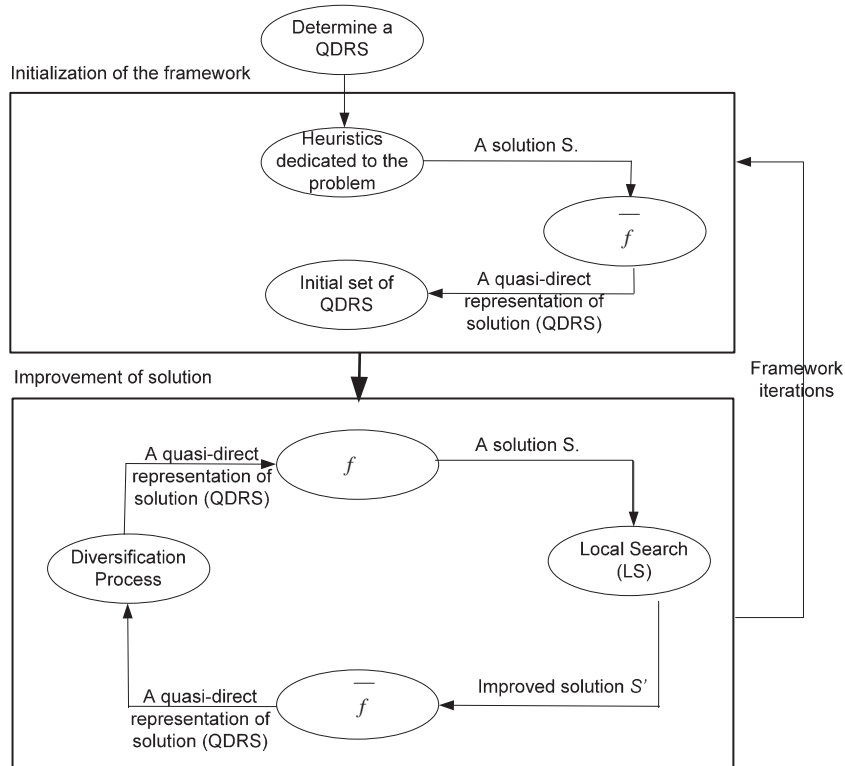 Determine a
QDRS
Initialization of the framework
Heuristics
dedicated to the
problem
A solution S.
f̅
Initial set of
QDRS
A quasi-direct
representation of
solution (QDRS)
Improvement of solution
Framework
iterations
A quasi-direct
representation of
solution (QDRS)
f
A solution S.
Diversification
Process
Local Search
(LS)
A quasi-direct
representation of
solution (QDRS)
f̅
Improved solution S'